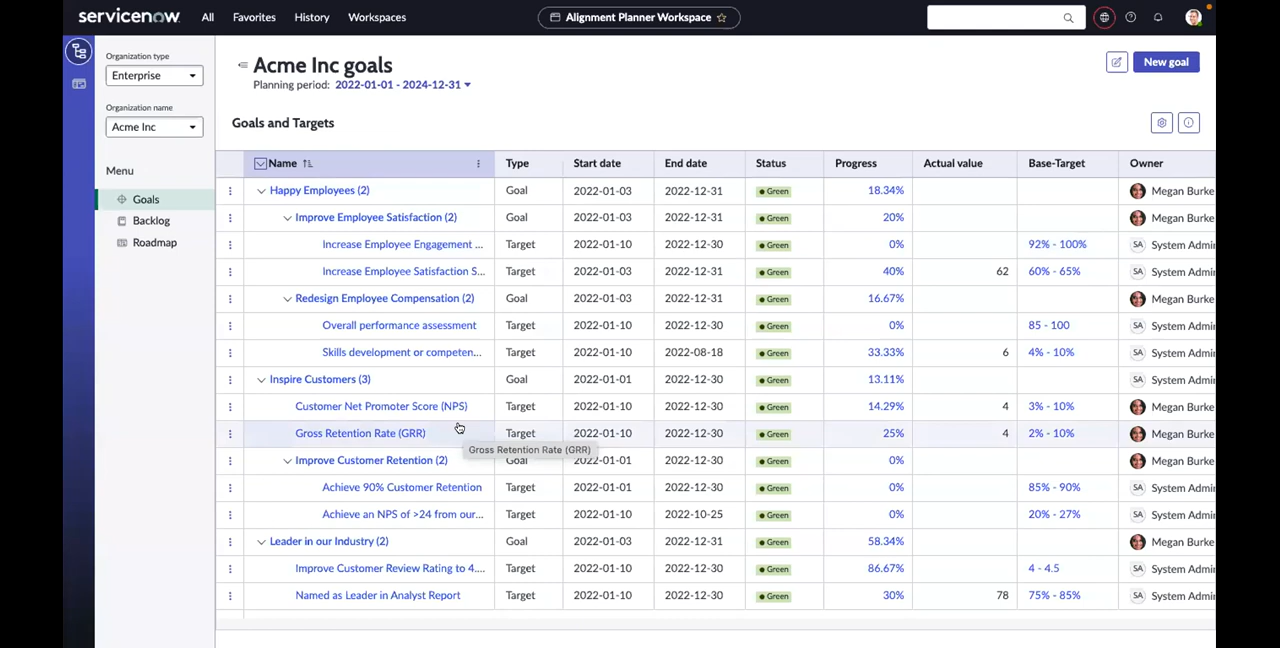 servicenow All Favorites History Workspaces Alignment Planner Workspace
Organization type
Enterprise
Organization name
Acme Inc
Menu
Goals
Backlog
Roadmap
Acme Inc goals
Planning period: 2022-01-01 - 2024-12-31
New goal
Goals and Targets
Name Type Start date End date Status Progress Actual value Base-Target Owner
Happy Employees (2) Goal 2022-01-03 2022-12-31 Green 18.34% Megan Burke
Improve Employee Satisfaction (2) Goal 2022-01-03 2022-12-31 Green 20% Megan Burke
Increase Employee Engagement ... Target 2022-01-10 2022-12-30 Green 0% 92% - 100% SA System Admi
Increase Employee Satisfaction S... Target 2022-01-03 2022-12-31 Green 40% 62 60% - 65% SA System Admi
Redesign Employee Compensation (2) Goal 2022-01-03 2022-12-31 Green 16.67% Megan Burke
Overall performance assessment Target 2022-01-10 2022-12-30 Green 0% 85 - 100 SA System Admi
Skills development or competen... Target 2022-01-10 2022-08-18 Green 33.33% 6 4% - 10% SA System Admi
Inspire Customers (3) Goal 2022-01-01 2022-12-30 Green 13.11% SA System Admi
Customer Net Promoter Score (NPS) Target 2022-01-10 2022-12-30 Green 14.29% 4 3% - 10% Megan Burke
Gross Retention Rate (GRR) Target 2022-01-10 2022-12-30 Green 25% 4 2% - 10% Megan Burke
Gross Retention Rate (GRR)
Improve Customer Retention (2) Goal 2022-01-01 2022-12-30 Green 0% Megan Burke
Achieve 90% Customer Retention Target 2022-01-01 2022-12-30 Green 0% 85% - 90% SA System Admi
Achieve an NPS of >24 from our... Target 2022-01-10 2022-10-25 Green 0% 20% - 27% SA System Admi
Leader in our Industry (2) Goal 2022-01-03 2022-12-31 Green 58.34% Megan Burke
Improve Customer Review Rating to 4.... Target 2022-01-10 2022-12-30 Green 86.67% 4 - 4.5 SA System Admi
Named as Leader in Analyst Report Target 2022-01-10 2022-12-30 Green 30% 78 75% - 85% SA System Admi